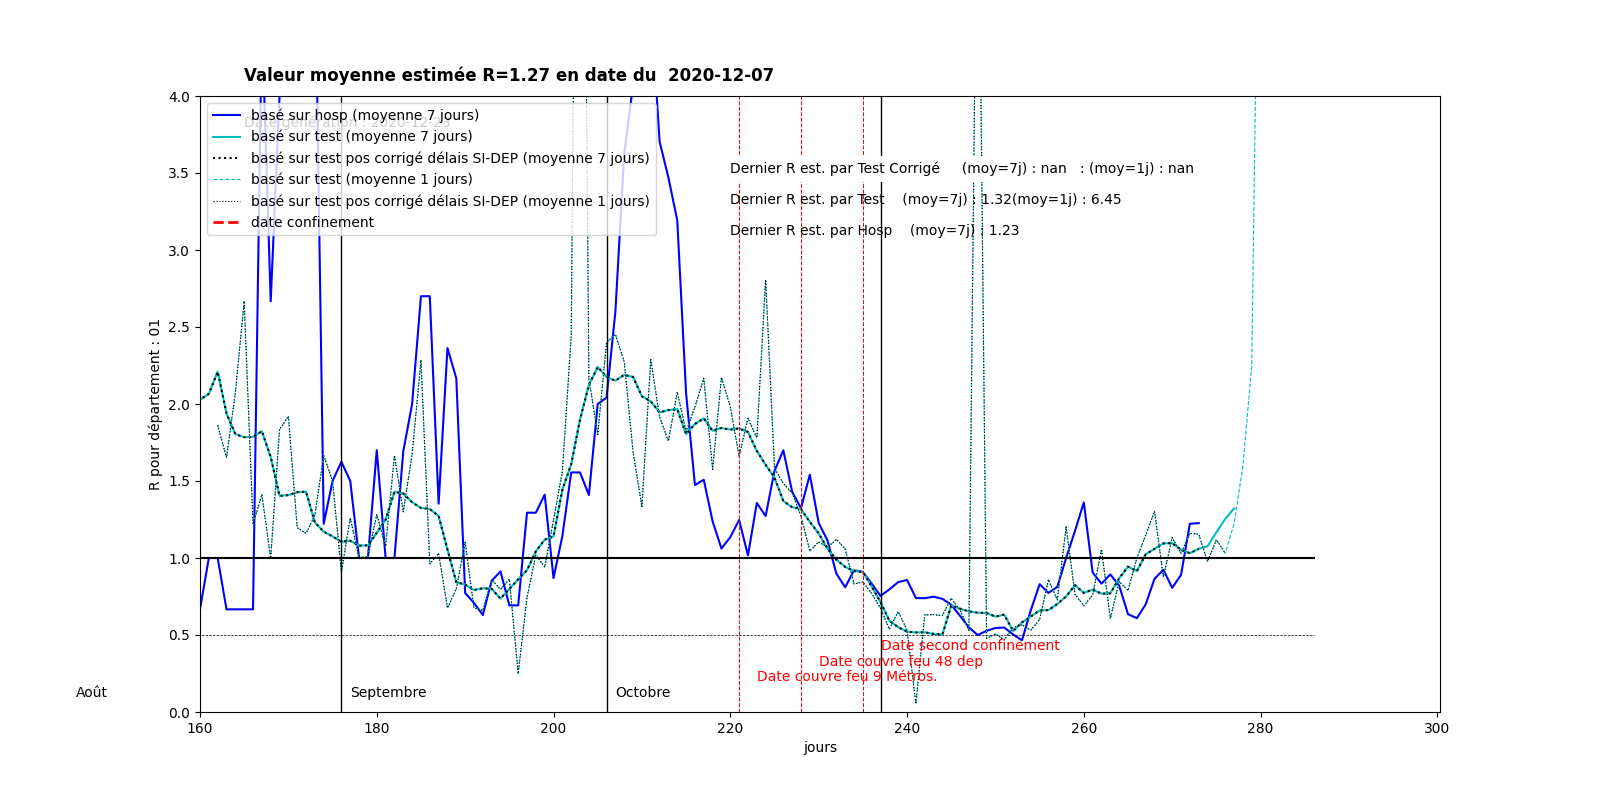 Valeur moyenne estimée R=1.27 en date du  2020-12-07
Date génération : 2020-12-23
basé sur hosp (moyenne 7 jours)
basé sur test (moyenne 7 jours)
basé sur test pos corrigé délais SI-DEP (moyenne 7 jours)
basé sur test (moyenne 1 jours)
basé sur test pos corrigé délais SI-DEP (moyenne 1 jours)
date confinement
Dernier R est. par Test Corrigé     (moy=7j) : nan   : (moy=1j) : nan
Dernier R est. par Test    (moy=7j) : 1.32(moy=1j) : 6.45
Dernier R est. par Hosp    (moy=7j) : 1.23
4.0
3.5
3.0
2.5
2.0
1.5
1.0
0.5
0.0
R pour département : 01
Date second confinement
Date couvre feu 48 dep
Date couvre feu 9 Métros.
Août
Septembre
Octobre
160
180
200
220
240
260
280
300
jours